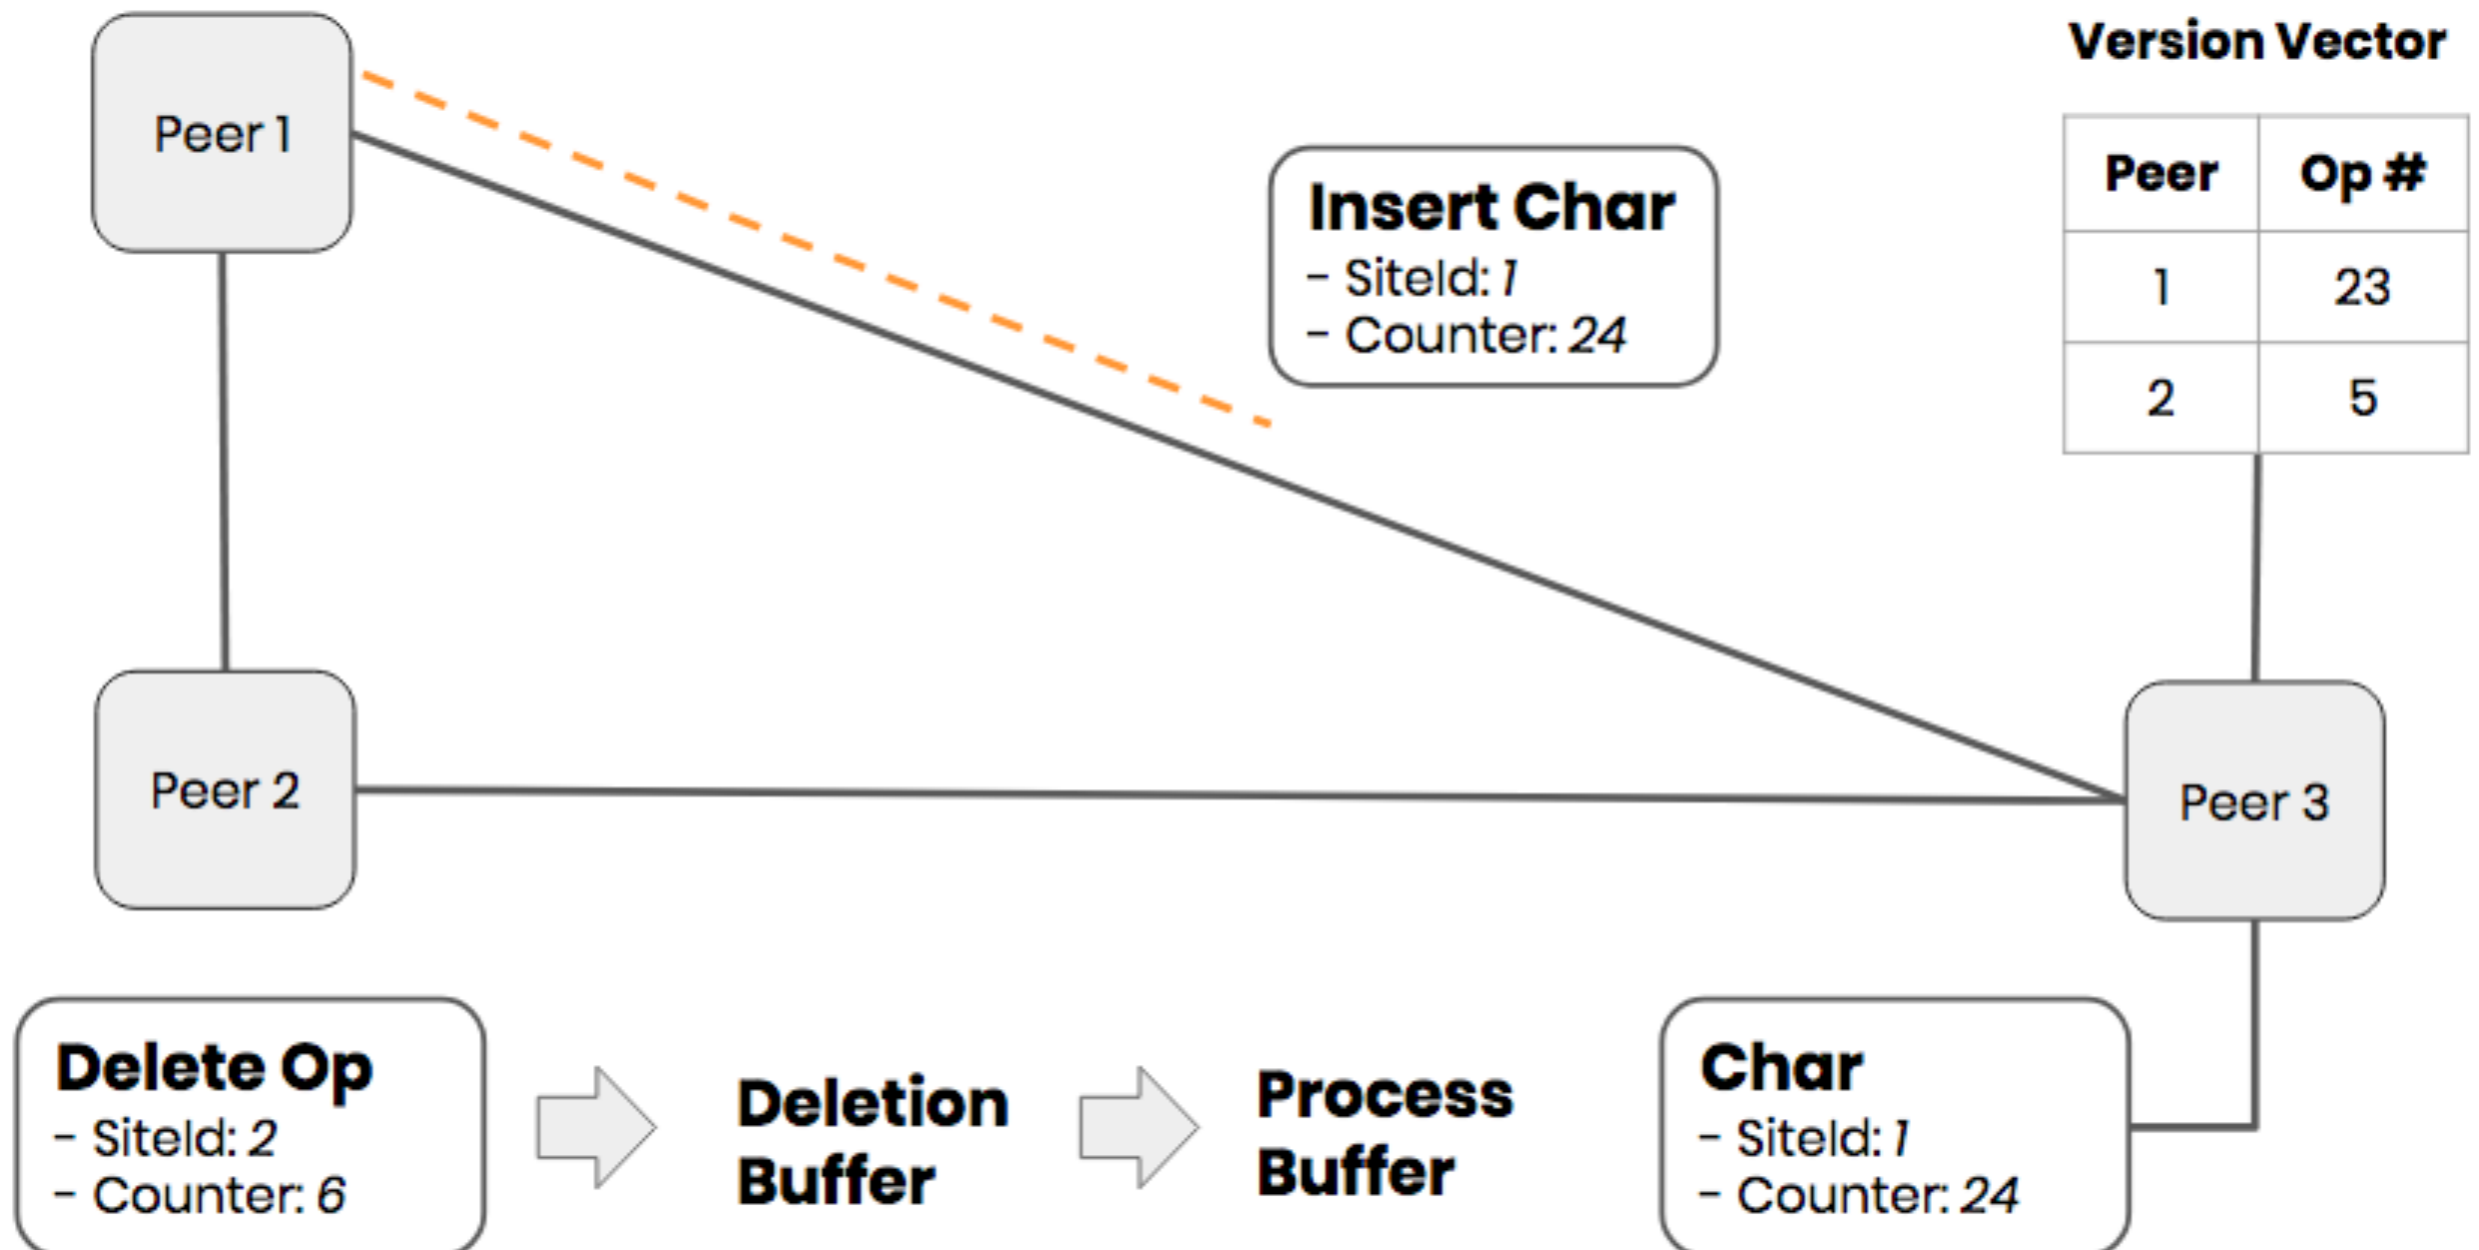 Peer 1
Version Vector
Peer Op #
1 23
2 5
Insert Char
- SiteId: 1
- Counter: 24
Peer 2
Peer 3
Delete Op
- SiteId: 2
- Counter: 6
Deletion
Buffer
Process
Buffer
Char
- SiteId: 1
- Counter: 24